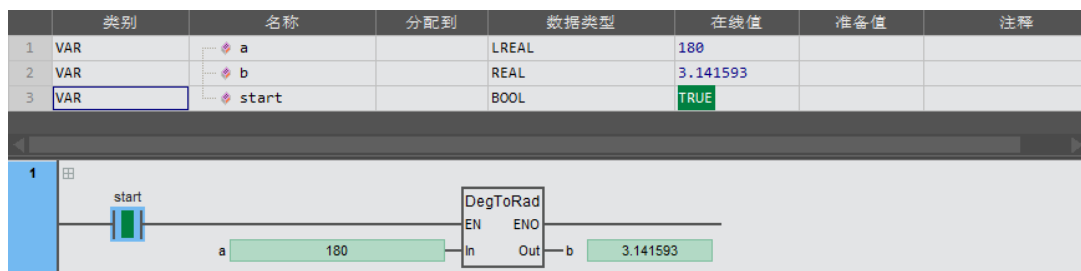 类别 名称 分配到 数据类型 在线值 准备值 注释
1 VAR a LREAL 180
2 VAR b REAL 3.141593
3 VAR start BOOL TRUE
1
start
DegToRad
EN ENO
a 180 In Out b 3.141593